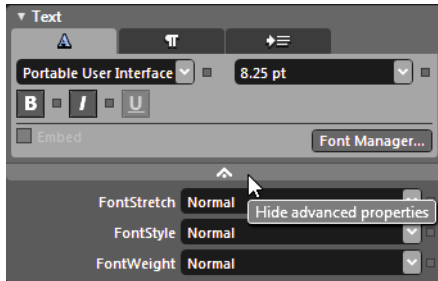 Text
A ¶
Portable User Interface 8.25 pt
B I U
Embed
Font Manager...
FontStretch Normal
Hide advanced properties
FontStyle Normal
FontWeight Normal